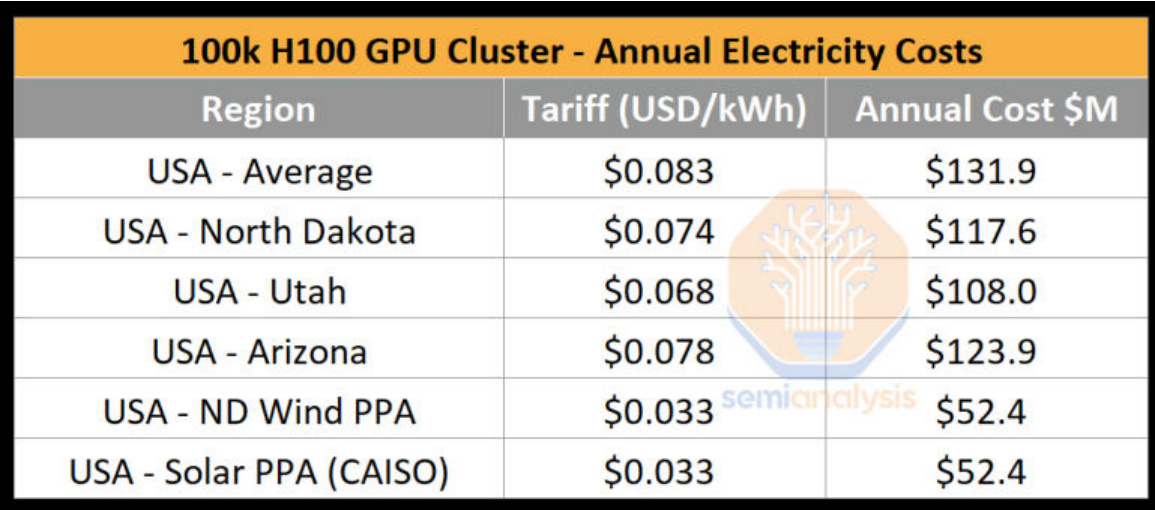 100k H100 GPU Cluster - Annual Electricity Costs
Region Tariff (USD/kWh) Annual Cost $M
USA - Average $0.083 $131.9
USA - North Dakota $0.074 $117.6
USA - Utah $0.068 $108.0
USA - Arizona $0.078 $123.9
USA - ND Wind PPA $0.033 $52.4
USA - Solar PPA (CAISO) $0.033 $52.4
semianalysis